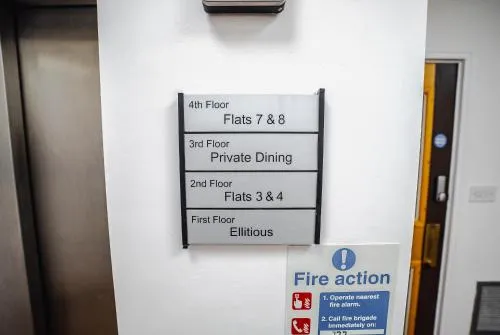 4th Floor
Flats 7 & 8
3rd Floor
Private Dining
2nd Floor
Flats 3 & 4
First Floor
Ellitious
Fire action
1. Operate nearest
fire alarm.
2. Call fire brigade
immediately on: